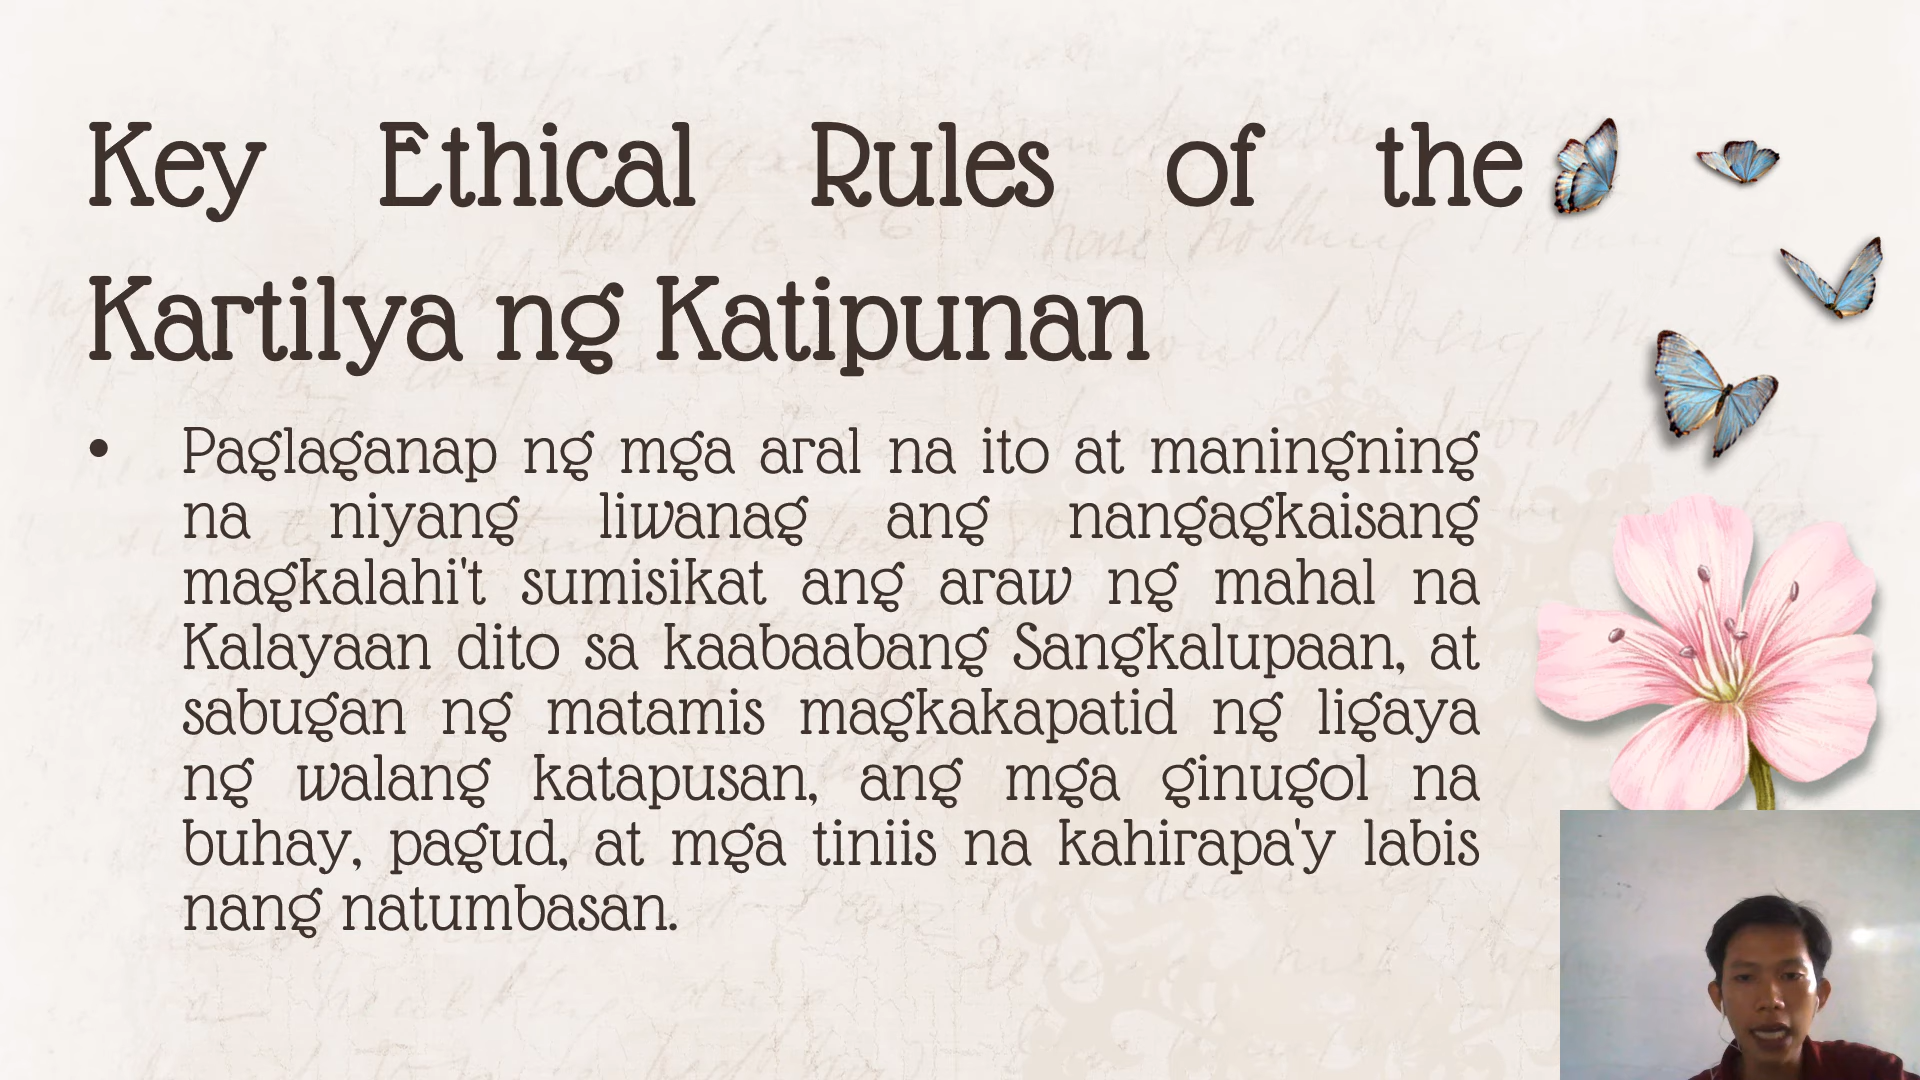 Key Ethical Rules of the
Kartilya ng Katipunan
• Paglaganap ng mga aral na ito at maningning
na niyang liwanag ang nangagkaisang
magkalahi't sumisikat ang araw ng mahal na
Kalayaan dito sa kaabaabang Sangkalupaan, at
sabugan ng matamis magkakapatid ng ligaya
ng walang katapusan, ang mga ginugol na
buhay, pagud, at mga tiniis na kahirapa'y labis
nang natumbasan.